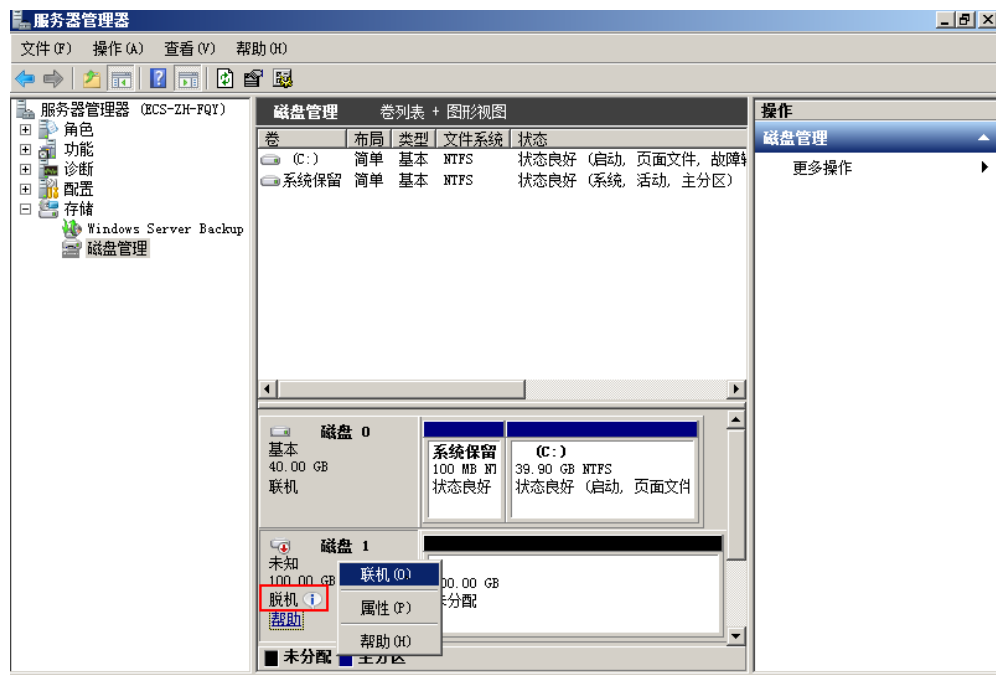 服务器管理器
文件(F) 操作(A) 查看(V) 帮助(H)
服务器管理器 (ECS-ZH-FQY)
角色
功能
诊断
配置
存储
Windows Server Backup
磁盘管理
磁盘管理 卷列表 + 图形视图
卷 布局 类型 文件系统 状态
(C:) 简单 基本 NTFS 状态良好 (启动, 页面文件, 故障转
系统保留 简单 基本 NTFS 状态良好 (系统, 活动, 主分区)
操作
磁盘管理
更多操作
磁盘 0
基本
40.00 GB
联机
系统保留
100 MB NT
状态良好
(C:)
39.90 GB NTFS
状态良好 (启动, 页面文件
磁盘 1
未知
100.00 GB
脱机
帮助
00.00 GB
未分配
联机(O)
属性(P)
帮助(H)
未分配 主分区